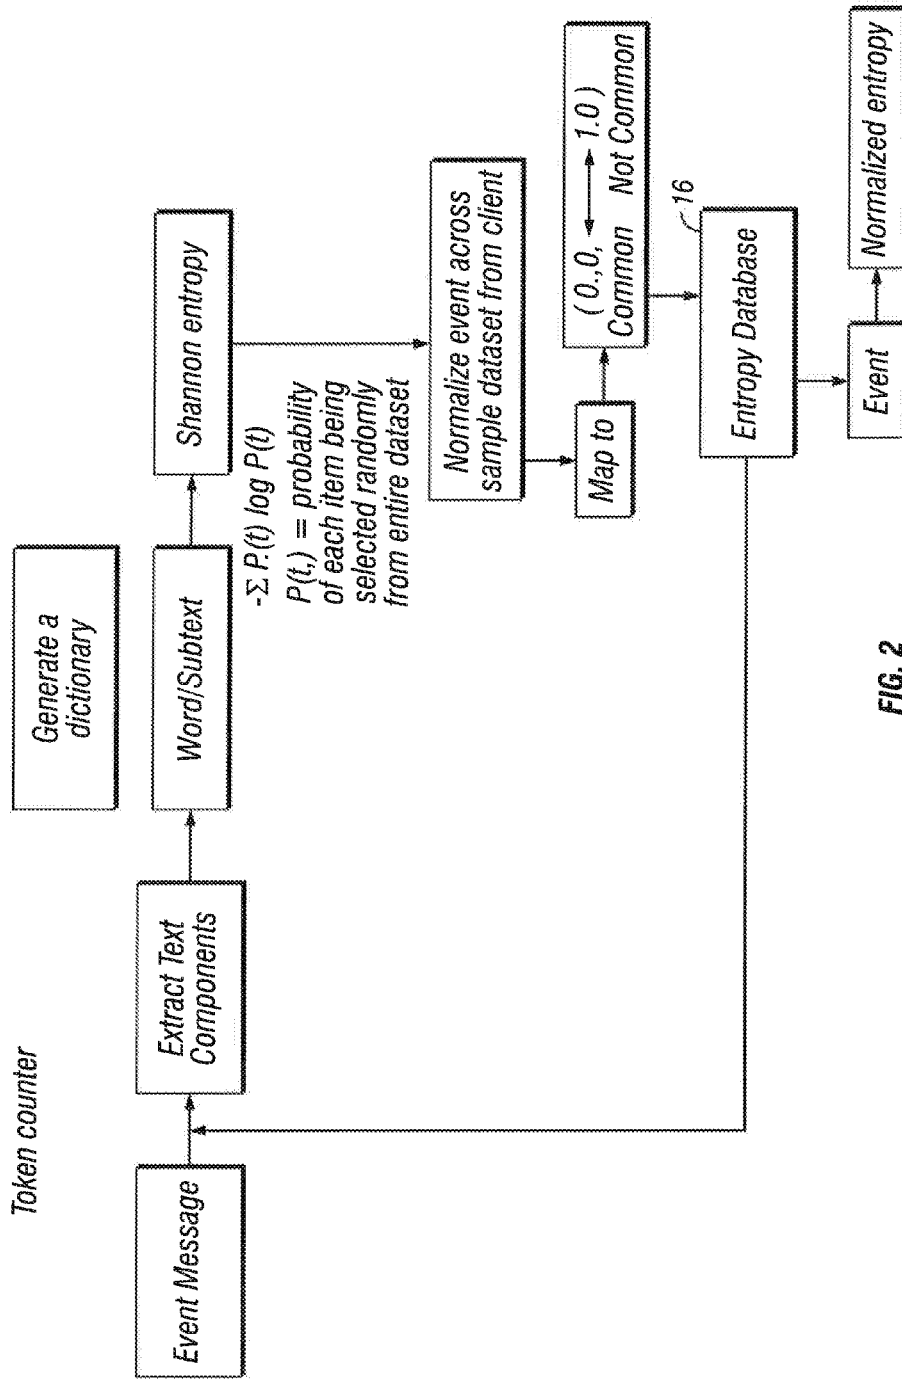 Token counter
Generate a
dictionary
Event Message
Extract Text
Components
Word/Subtext
Shannon entropy
-Σ P.(t) log P(t)
P(t,) = probability
of each item being
selected randomly
from entire dataset
Normalize event across
sample dataset from client
Map to
( 0.,0, 1.0 )
Common Not Common
16
Entropy Database
Event
Normalized entropy
FIG. 2